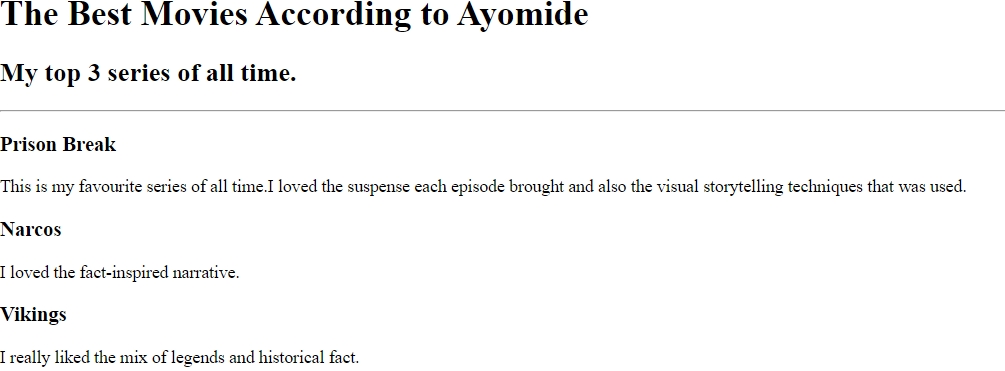 The Best Movies According to Ayomide
My top 3 series of all time.
Prison Break
This is my favourite series of all time.I loved the suspense each episode brought and also the visual storytelling techniques that was used.
Narcos
I loved the fact-inspired narrative.
Vikings
I really liked the mix of legends and historical fact.